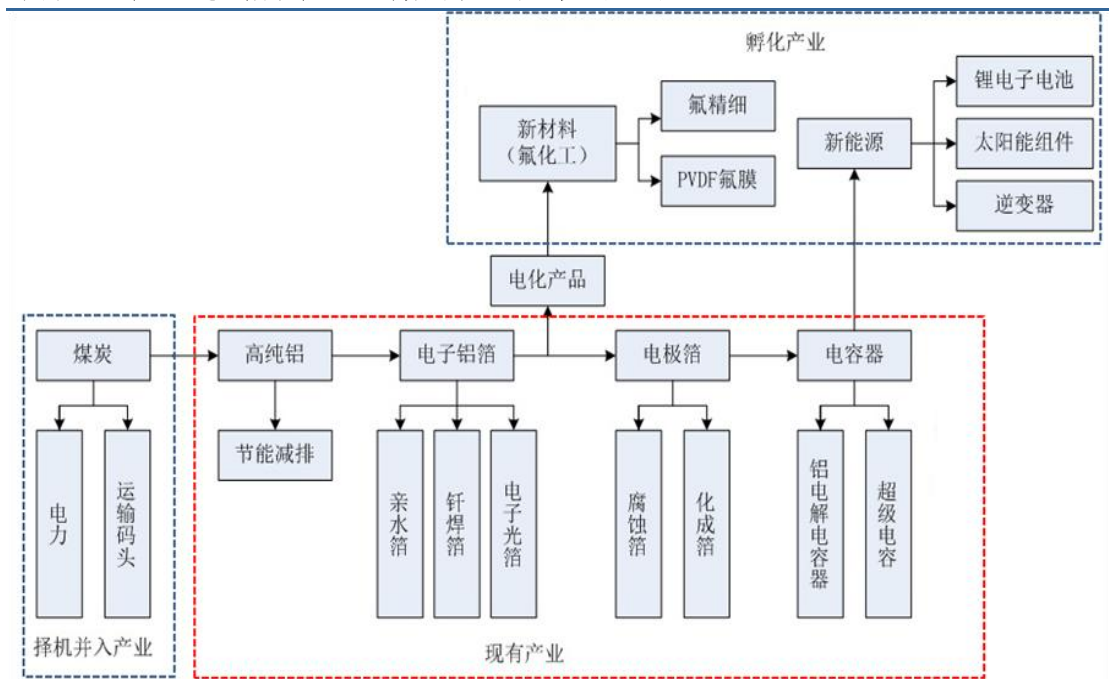 孵化产业
锂电子电池
氟精细
新材料
（氟化工）
新能源
太阳能组件
PVDF氟膜
逆变器
电化产品
煤炭
高纯铝
电子铝箔
电极箔
电容器
节能减排
电力
运输码头
亲水箔
钎焊箔
电子光箔
腐蚀箔
化成箔
铝电解电容器
超级电容
择机并入产业
现有产业